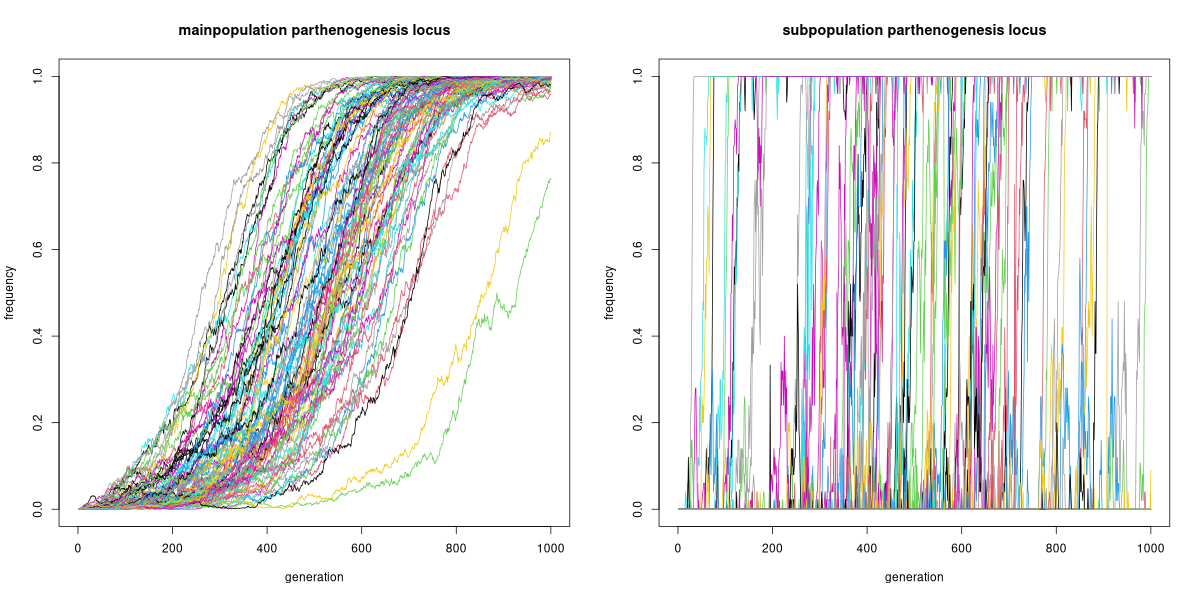 mainpopulation parthenogenesis locus
frequency
0.0 0.2 0.4 0.6 0.8 1.0
0 200 400 600 800 1000
generation
subpopulation parthenogenesis locus
frequency
0.0 0.2 0.4 0.6 0.8 1.0
0 200 400 600 800 1000
generation